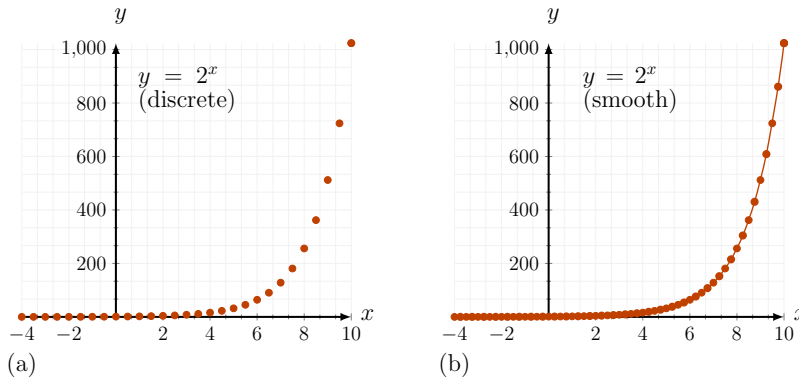 y
1,000
y = 2^x
(discrete)
800
600
400
200
x
−4 −2 2 4 6 8 10
(a)
y
1,000
y = 2^x
(smooth)
800
600
400
200
x
−4 −2 2 4 6 8 10
(b)